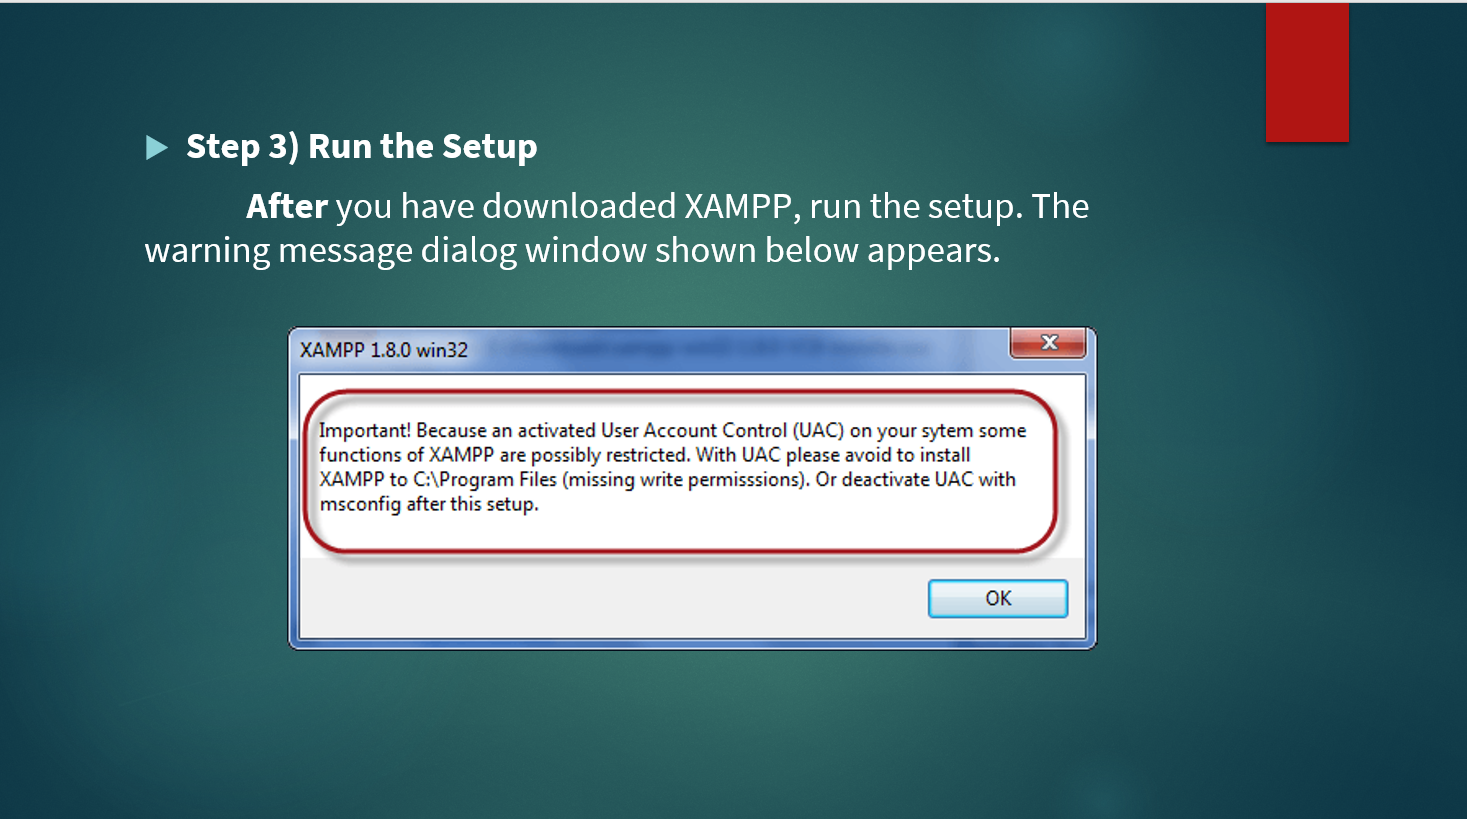 Step 3) Run the Setup
After you have downloaded XAMPP, run the setup. The
warning message dialog window shown below appears.
XAMPP 1.8.0 win32
Important! Because an activated User Account Control (UAC) on your sytem some
functions of XAMPP are possibly restricted. With UAC please avoid to install
XAMPP to C:\Program Files (missing write permisssions). Or deactivate UAC with
msconfig after this setup.
OK